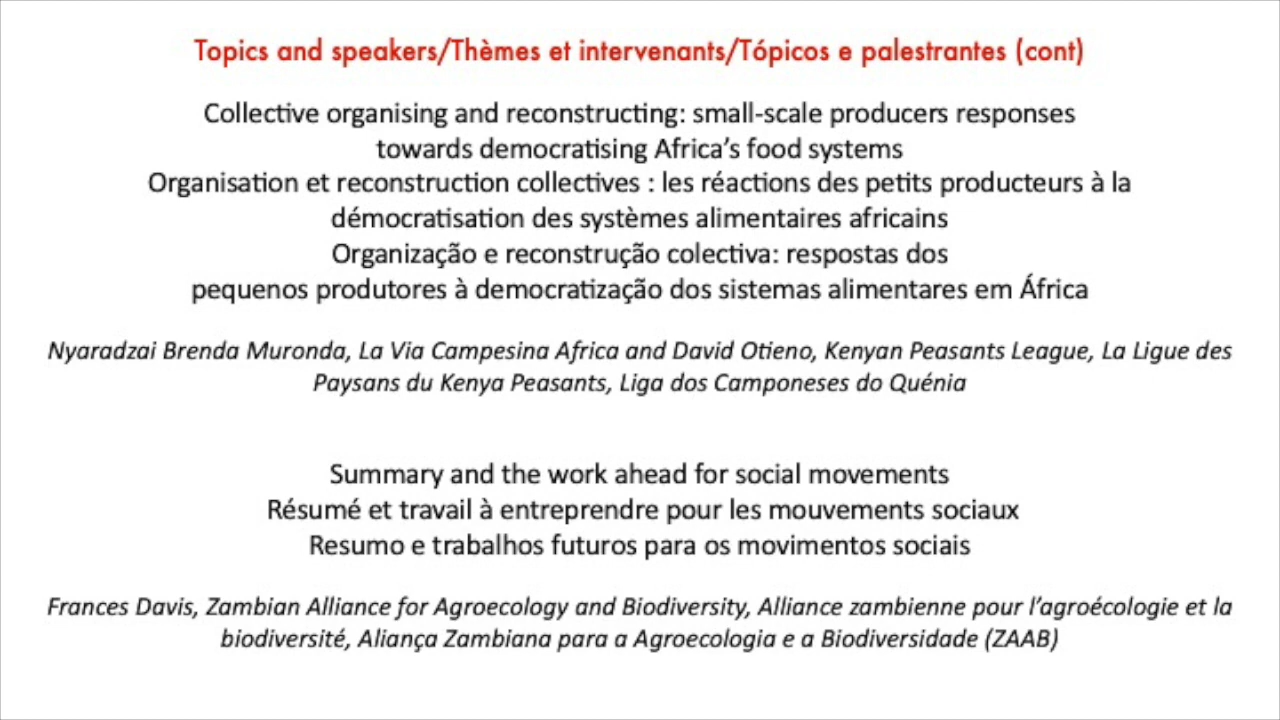 Topics and speakers/Thèmes et intervenants/Tópicos e palestrantes (cont)
Collective organising and reconstructing: small-scale producers responses
towards democratising Africa’s food systems
Organisation et reconstruction collectives : les réactions des petits producteurs à la
démocratisation des systèmes alimentaires africains
Organização e reconstrução colectiva: respostas dos
pequenos produtores à democratização dos sistemas alimentares em África
Nyaradzai Brenda Muronda, La Via Campesina Africa and David Otieno, Kenyan Peasants League, La Ligue des
Paysans du Kenya Peasants, Liga dos Camponeses do Quénia
Summary and the work ahead for social movements
Résumé et travail à entreprendre pour les mouvements sociaux
Resumo e trabalhos futuros para os movimentos sociais
Frances Davis, Zambian Alliance for Agroecology and Biodiversity, Alliance zambienne pour l’agroécologie et la
biodiversité, Aliança Zambiana para a Agroecologia e a Biodiversidade (ZAAB)